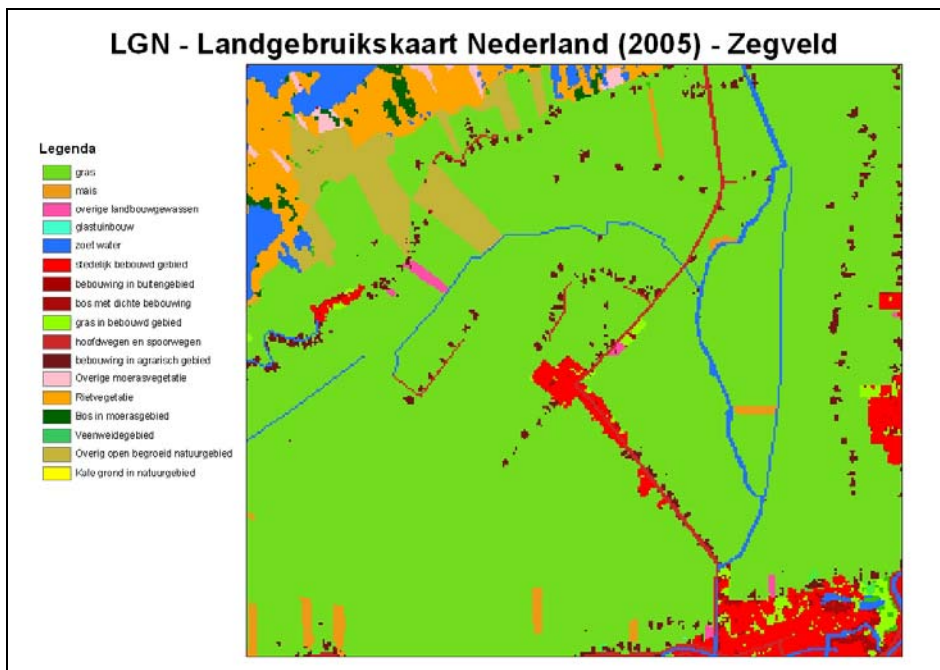 LGN - Landgebruikskaart Nederland (2005) - Zegveld
Legenda
gras
mais
overige landbouwgewassen
glastuinbouw
zoet water
stedelijk bebouwd gebied
bebouwing in buitengebied
bos met dichte bebouwing
gras in bebouwd gebied
hoofdwegen en spoorwegen
bebouwing in agrarisch gebied
Overige moerasvegetatie
Rietvegetatie
Bos in moerasgebied
Veenweidegebied
Overig open begroeid natuurgebied
Kale grond in natuurgebied